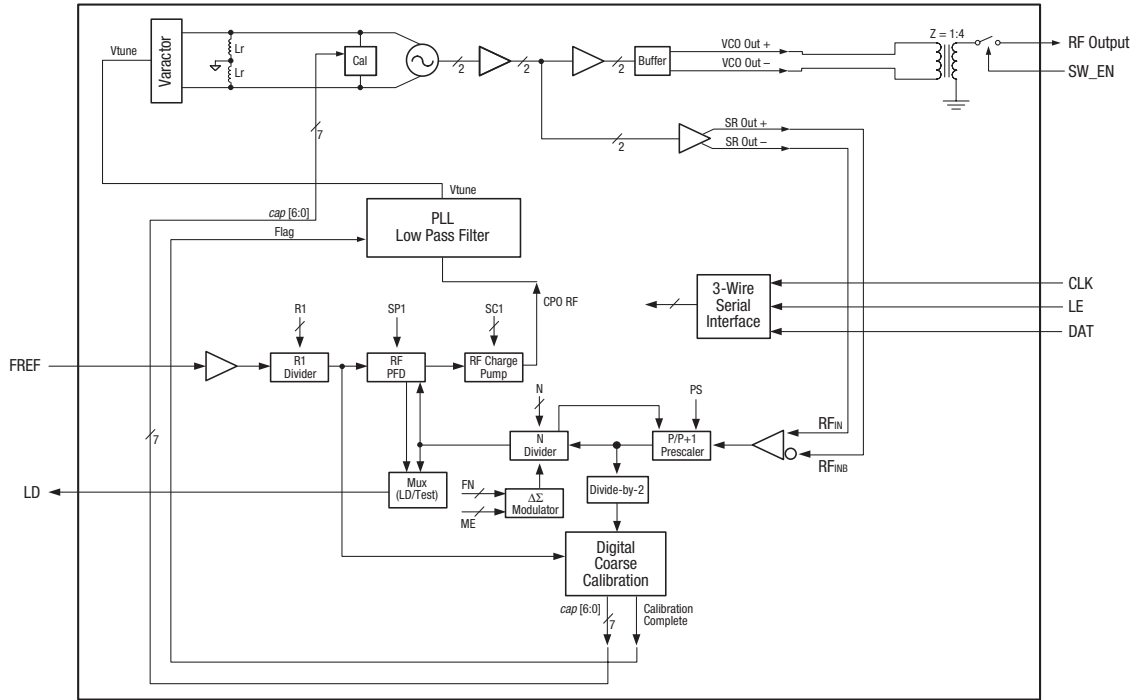 Vtune
Varactor
Lr
Lr
Cal
2
2
2
Buffer
VCO Out +
VCO Out –
Z = 1:4
RF Output
SW_EN
7
2
SR Out +
SR Out –
Vtune
cap [6:0]
Flag
PLL
Low Pass Filter
CPO RF
3-Wire
Serial
Interface
CLK
LE
DAT
R1
SP1
SC1
FREF
R1
Divider
RF
PFD
RF Charge
Pump
N
PS
7
N
Divider
P/P+1
Prescaler
RFIN
RFINB
LD
Mux
(LD/Test)
FN
ME
ΔΣ
Modulator
Divide-by-2
Digital
Coarse
Calibration
cap [6:0]
7
Calibration
Complete